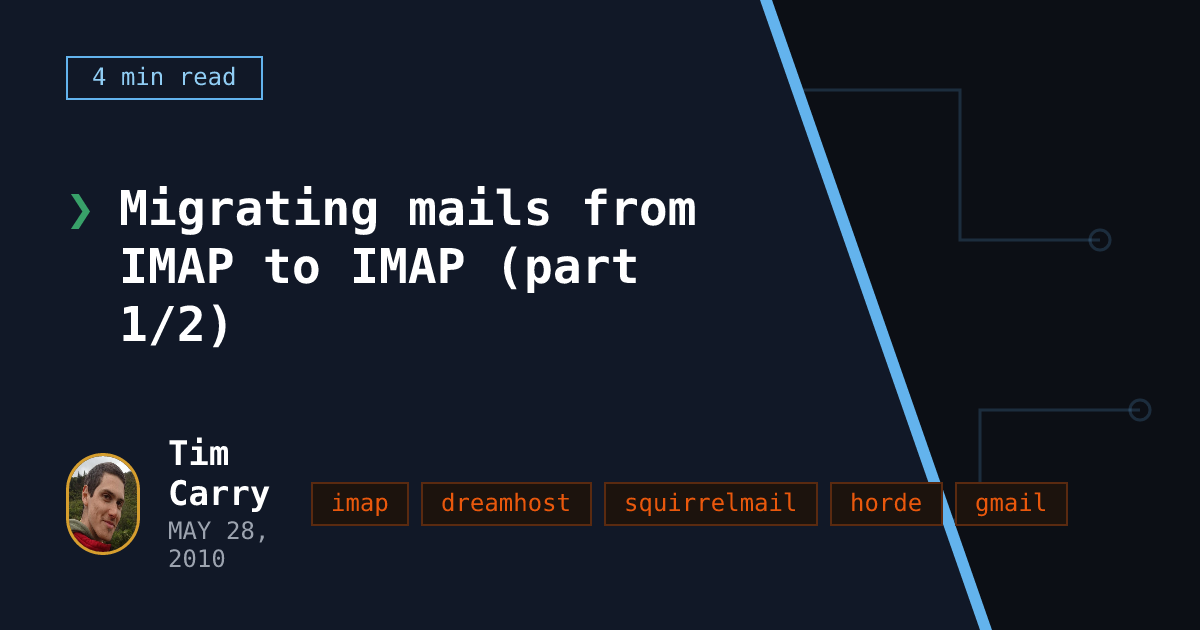 4 min read
❯ Migrating mails from
IMAP to IMAP (part
1/2)
Tim
Carry
MAY 28,
2010
imap dreamhost squirrelmail horde gmail